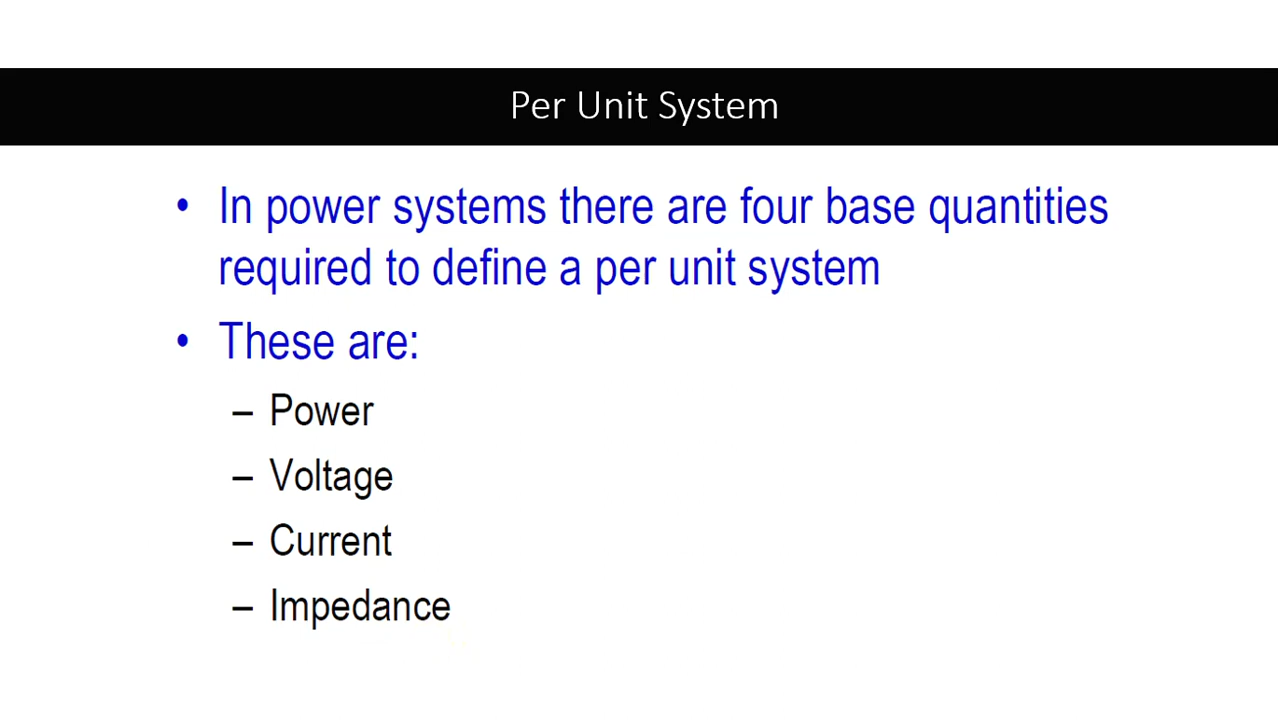 Per Unit System
• In power systems there are four base quantities
required to define a per unit system
• These are:
– Power
– Voltage
– Current
– Impedance